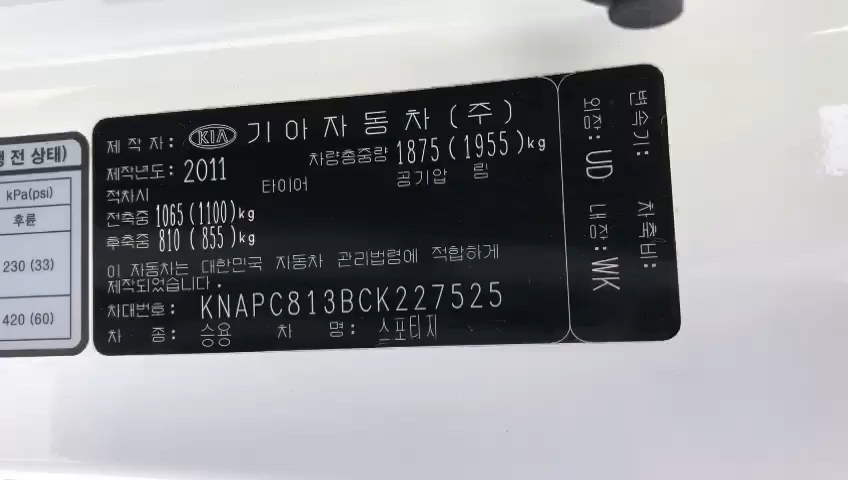 행 전 상태)
kPa(psi)
후륜
230 (33)
420 (60)
제 작 자: KIA 기아자동차(주)
제작년도: 2011 차량총중량 1875(1955)kg
적차시 타이어 공기압 림
전축중 1065(1100)kg
후축중 810 (855)kg
이 자동차는 대한민국 자동차 관리법령에 적합하게
제작되었습니다.
차대번호: KNAPC813BCK227525
차 종: 승용 차 명: 스포티지
변속기: 차축비:
외장: UD 내장: WK